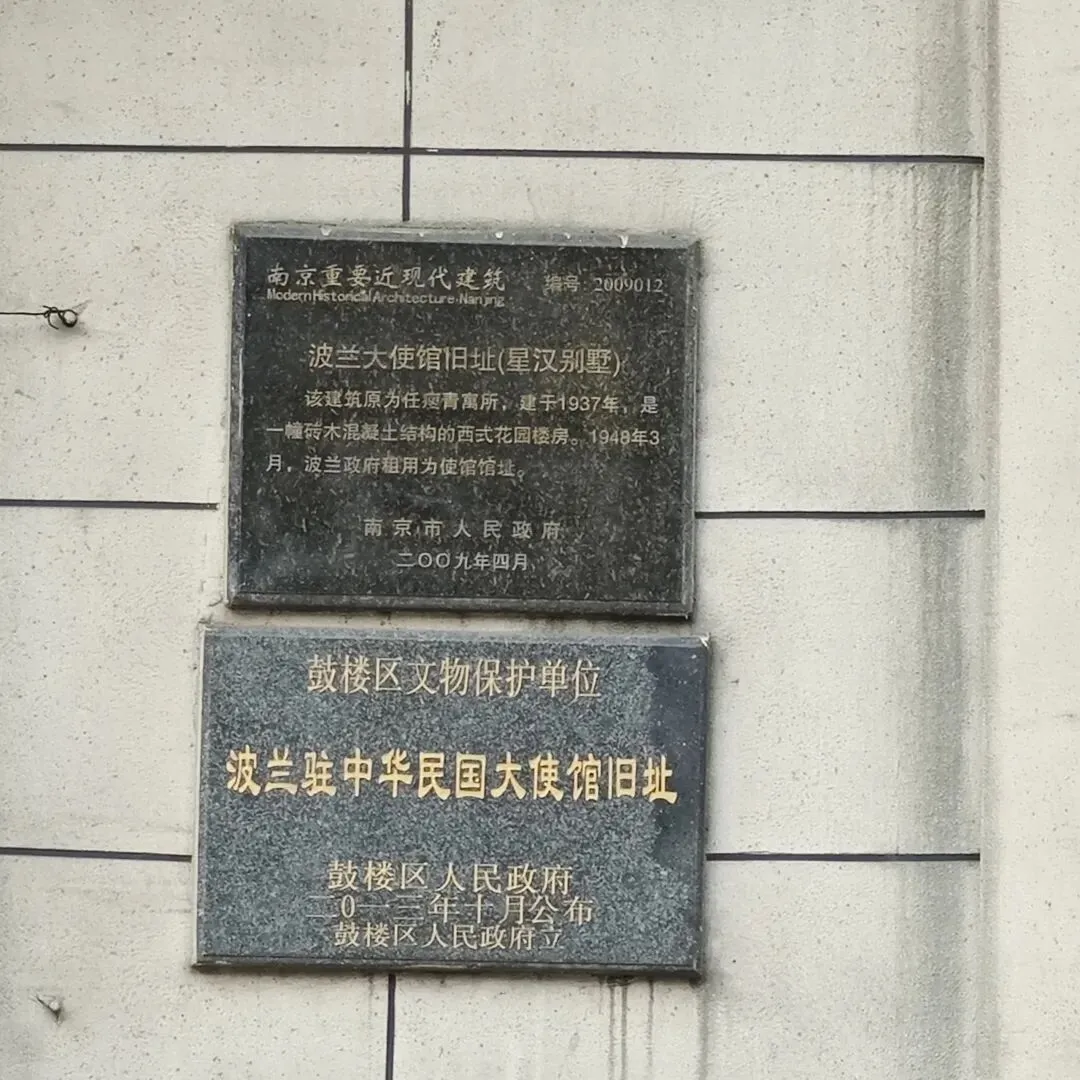 南京重要近现代建筑 编号 2009012
Modern Historical Architecture·Nanjing
波兰大使馆旧址(星汉别墅)
该建筑原为任寰青寓所，建于1937年，是
一幢砖木混凝土结构的西式花园楼房。1948年3
月，波兰政府租用为使馆馆址。
南京市人民政府
二〇〇九年四月
鼓楼区文物保护单位
波兰驻中华民国大使馆旧址
鼓楼区人民政府
二0一三年十月公布
鼓楼区人民政府立